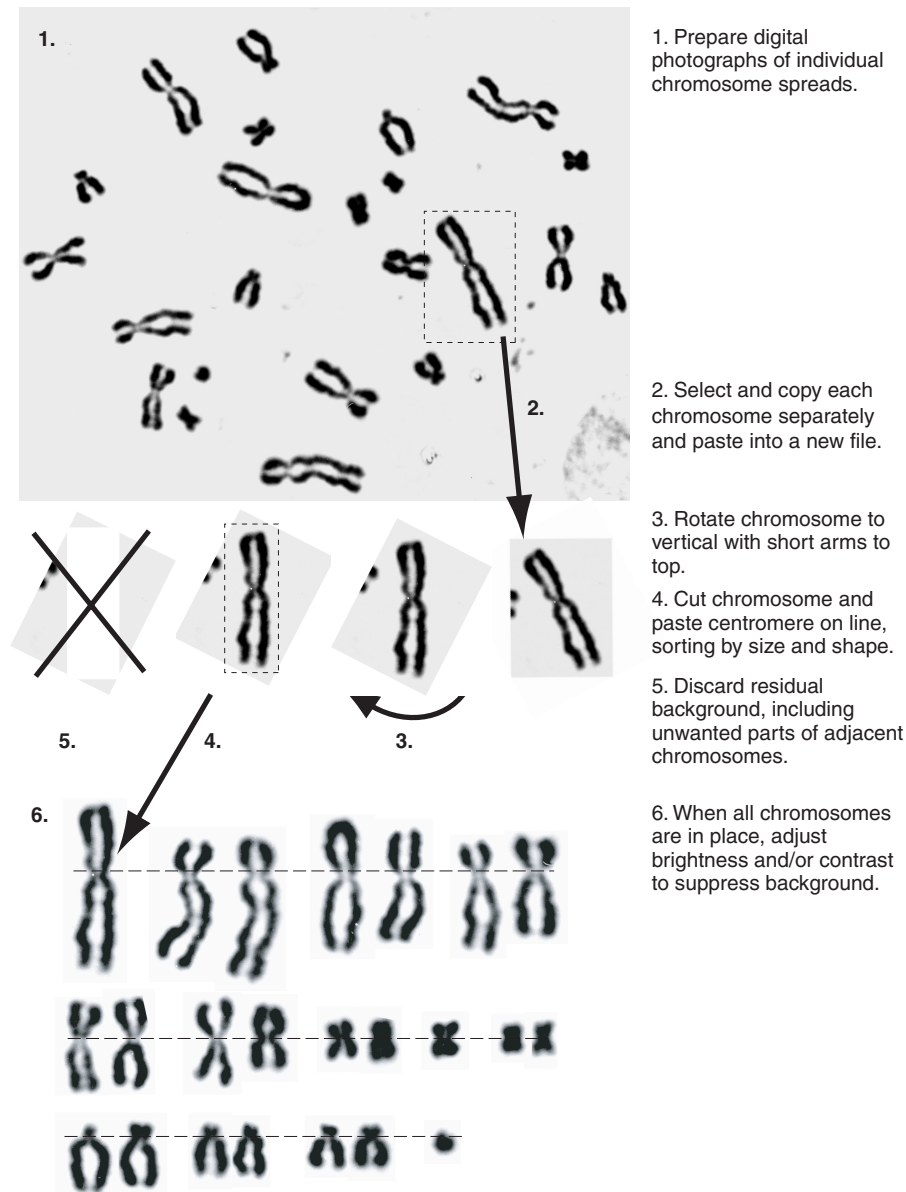 1.
1. Prepare digital
photographs of individual
chromosome spreads.
2.
2. Select and copy each
chromosome separately
and paste into a new file.
3. Rotate chromosome to
vertical with short arms to
top.
4. Cut chromosome and
paste centromere on line,
sorting by size and shape.
5. Discard residual
background, including
unwanted parts of adjacent
chromosomes.
5.
4.
3.
6.
6. When all chromosomes
are in place, adjust
brightness and/or contrast
to suppress background.